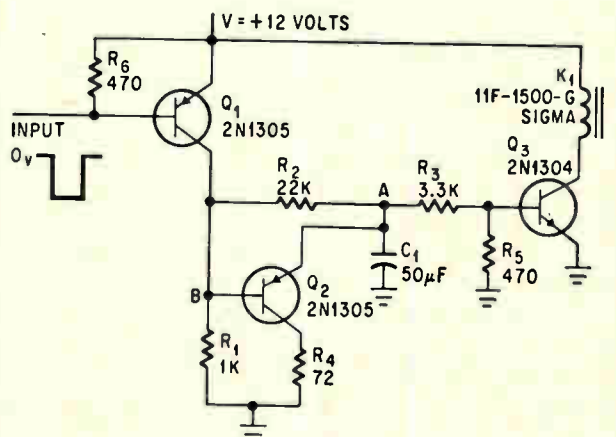 V = +12 VOLTS
R6
470
Q1
2N1305
INPUT
0v
K1
11F-1500-G
SIGMA
Q3
2N1304
R2
22K
A
R3
3.3K
C1
50µF
R5
470
B
Q2
2N1305
R1
1K
R4
72